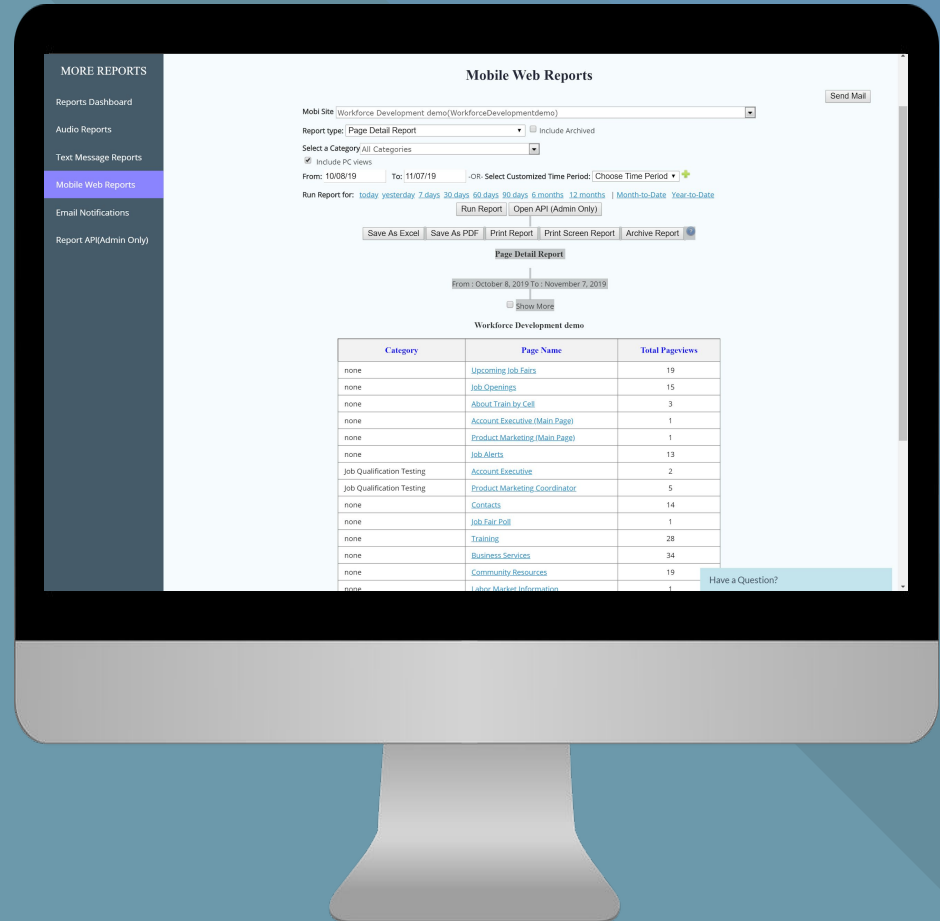 MORE REPORTS
Reports Dashboard
Audio Reports
Text Message Reports
Mobile Web Reports
Email Notifications
Report API(Admin Only)
Mobile Web Reports
Send Mail
Mobi Site Workforce Development demo(WorkforceDevelopmentdemo)
Report type: Page Detail Report Include Archived
Select a Category All Categories
Include PC views
From: 10/08/19 To: 11/07/19 -OR- Select Customized Time Period: Choose Time Period
Run Report for: today yesterday 7 days 30 days 60 days 90 days 6 months 12 months | Month-to-Date Year-to-Date
Run Report Open API (Admin Only)
Save As Excel Save As PDF Print Report Print Screen Report Archive Report
Page Detail Report
From : October 8, 2019 To : November 7, 2019
Show More
Workforce Development demo
Category Page Name Total Pageviews
none Upcoming Job Fairs 19
none Job Openings 15
none About Train by Cell 3
none Account Executive (Main Page) 1
none Product Marketing (Main Page) 1
none Job Alerts 13
Job Qualification Testing Account Executive 2
Job Qualification Testing Product Marketing Coordinator 5
none Contacts 14
none Job Fair Poll 1
none Training 28
none Business Services 34
none Community Resources 19
none Labor Market Information 1
Have a Question?